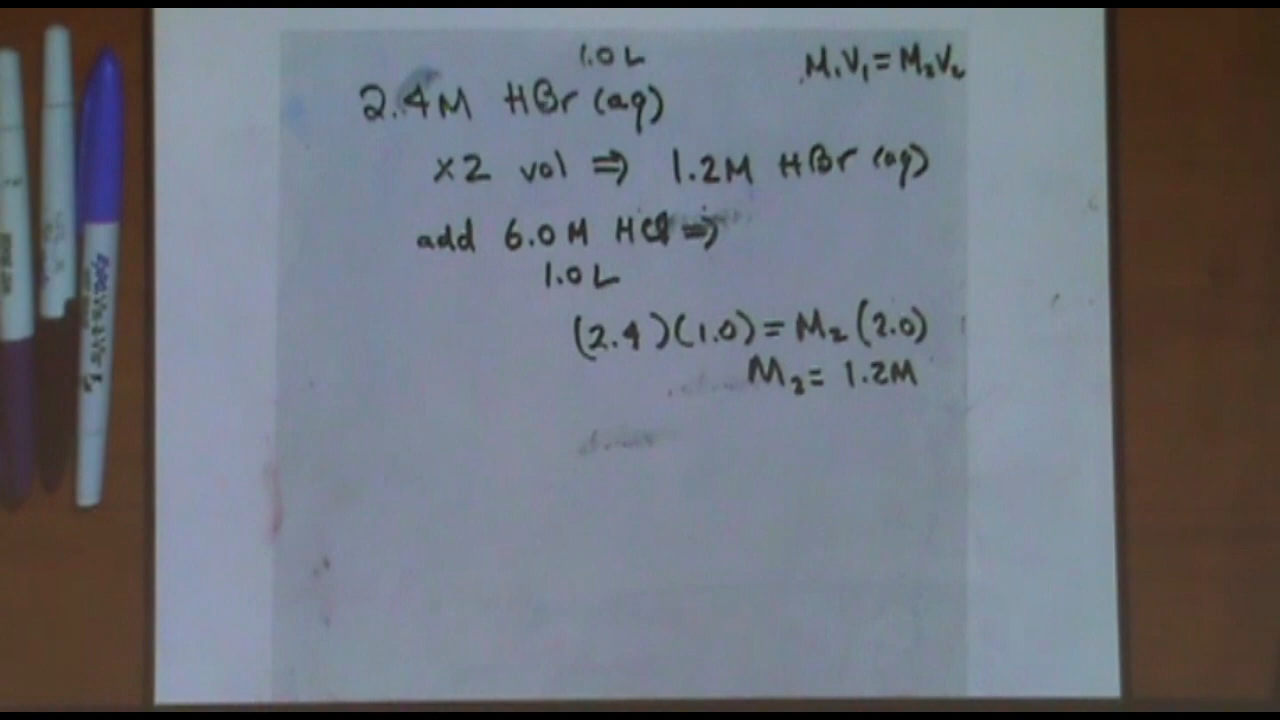 1.0 L
M₁V₁ = M₂V₂
2.4M HBr (aq)
×2 vol ⇒ 1.2M HBr (aq)
add 6.0 M HCl ⇒
1.0 L
(2.4)(1.0) = M₂ (2.0)
M₂ = 1.2M